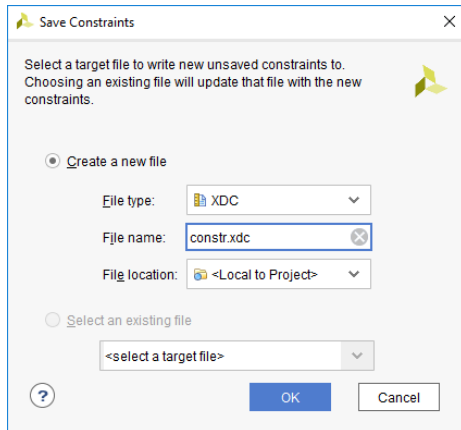 Save Constraints
Select a target file to write new unsaved constraints to.
Choosing an existing file will update that file with the new
constraints.
Create a new file
File type: XDC
File name: constr.xdc
File location: <Local to Project>
Select an existing file
<select a target file>
? OK Cancel